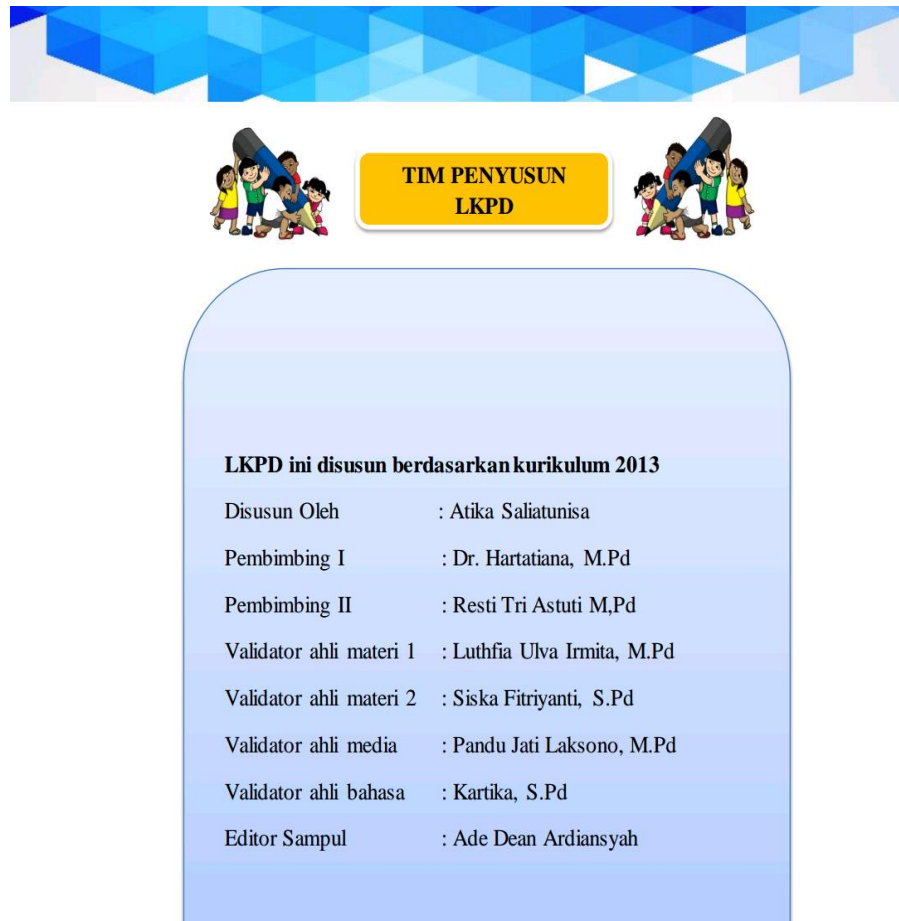 TIM PENYUSUN
LKPD
LKPD ini disusun berdasarkan kurikulum 2013
Disusun Oleh : Atika Saliatunisa
Pembimbing I : Dr. Hartatiana, M.Pd
Pembimbing II : Resti Tri Astuti M,Pd
Validator ahli materi 1 : Luthfia Ulva Irmita, M.Pd
Validator ahli materi 2 : Siska Fitriyanti, S.Pd
Validator ahli media : Pandu Jati Laksono, M.Pd
Validator ahli bahasa : Kartika, S.Pd
Editor Sampul : Ade Dean Ardiansyah